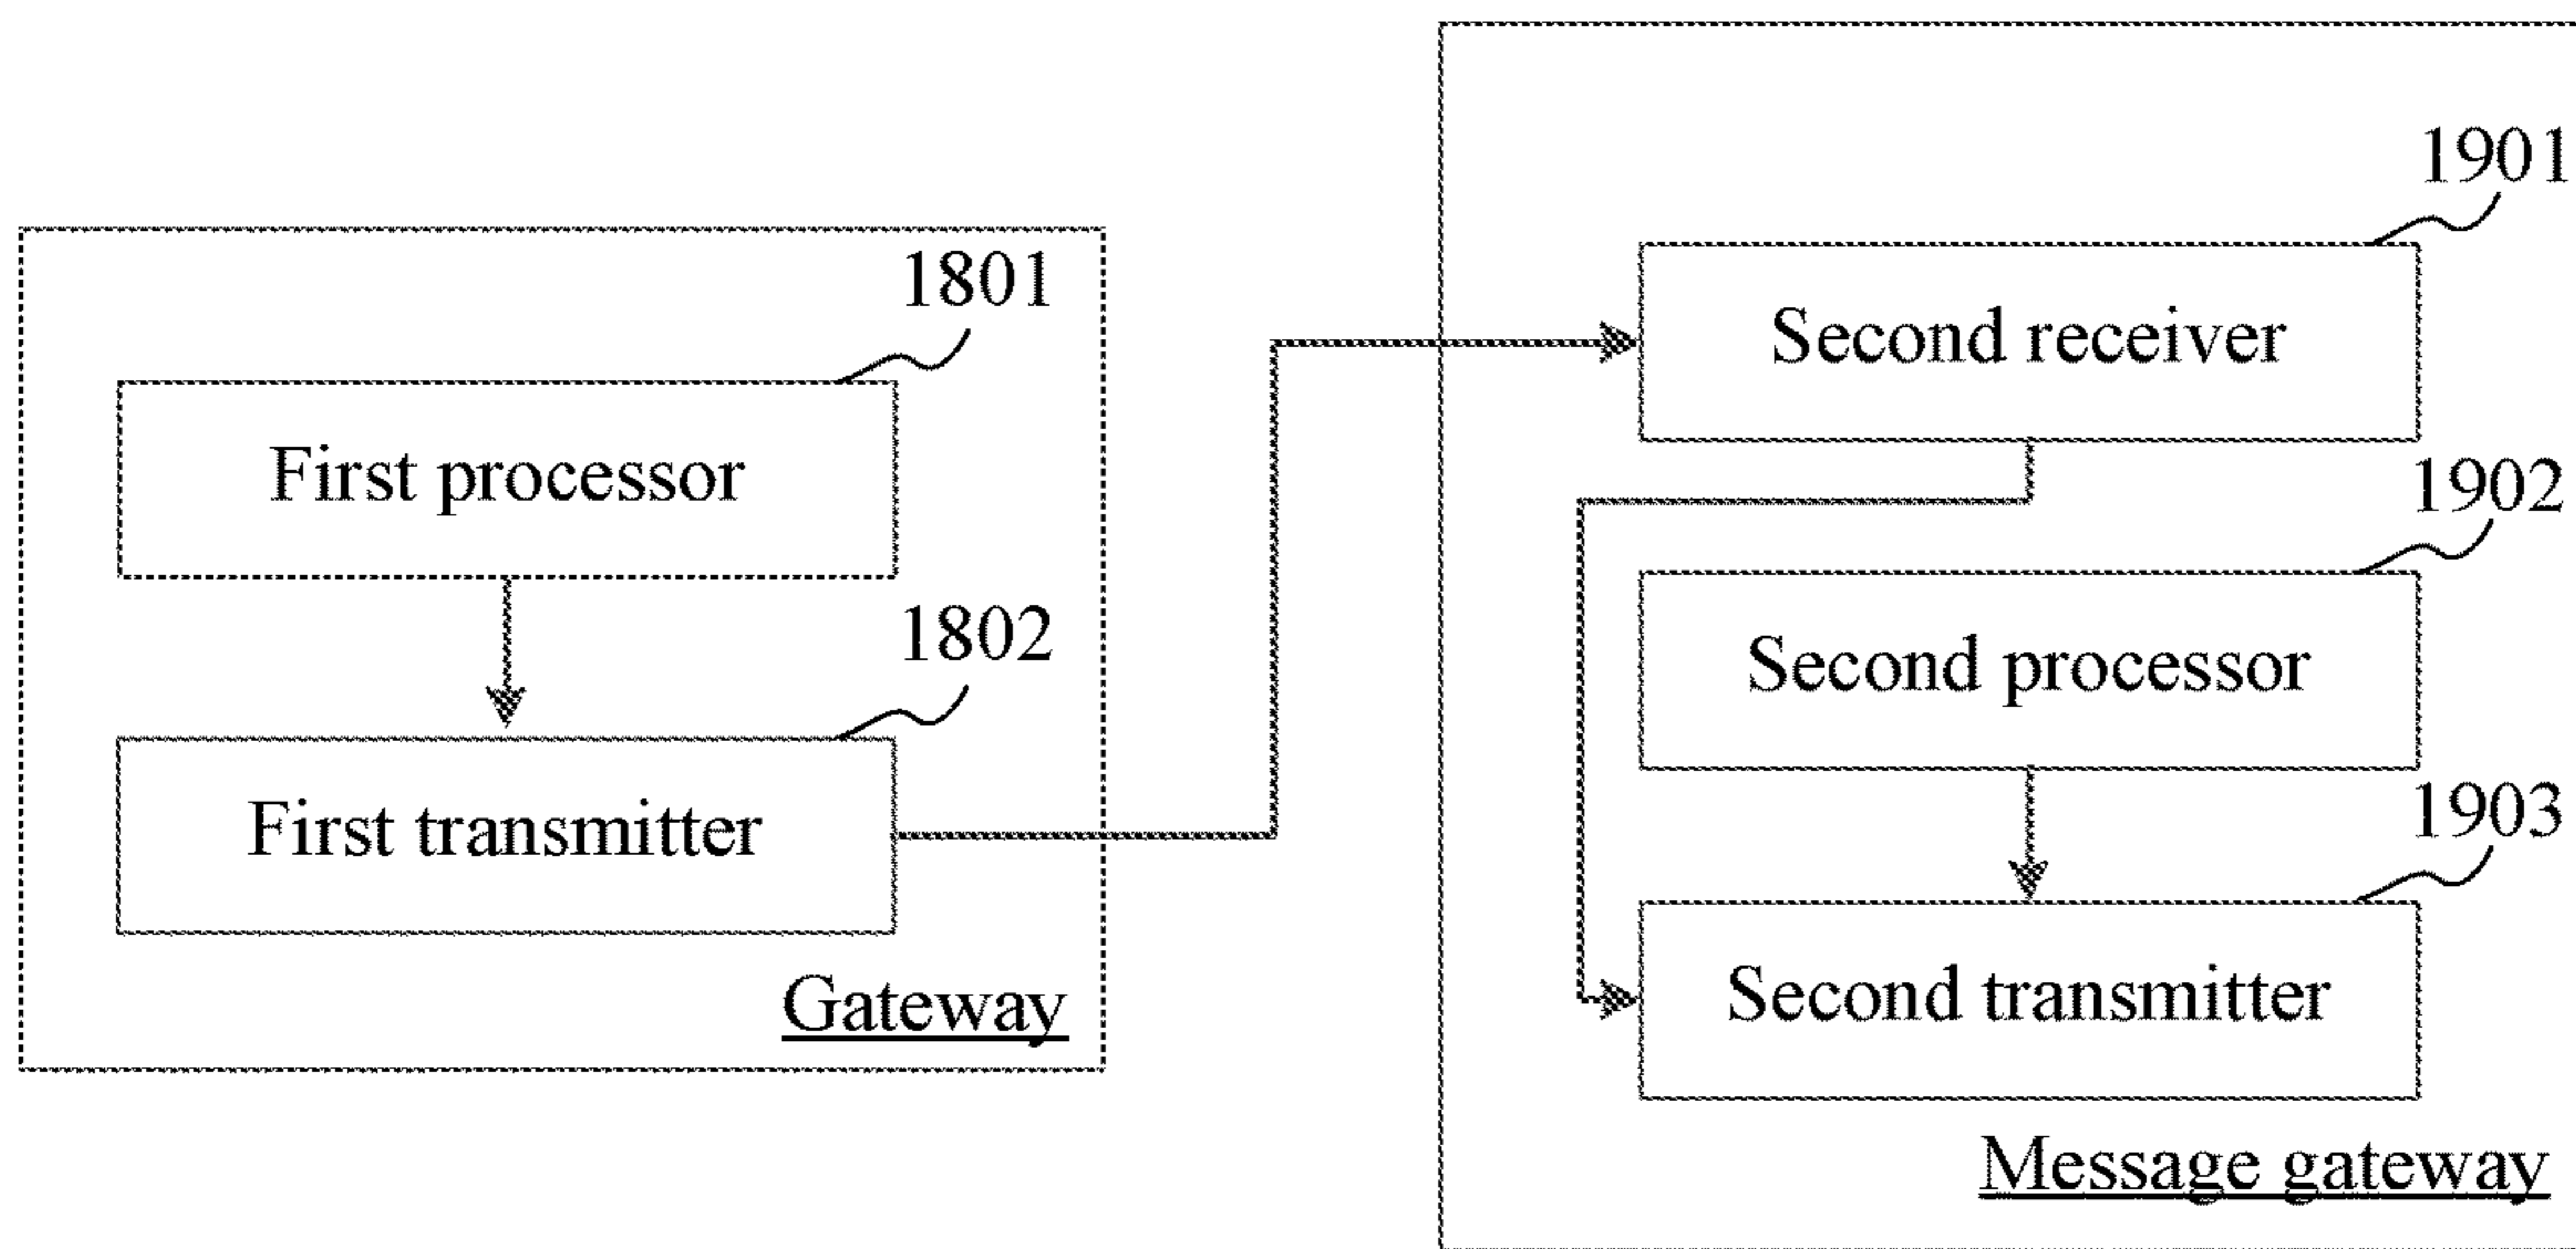 1801
First processor
1802
First transmitter
Gateway
1901
Second receiver
1902
Second processor
1903
Second transmitter
Message gateway